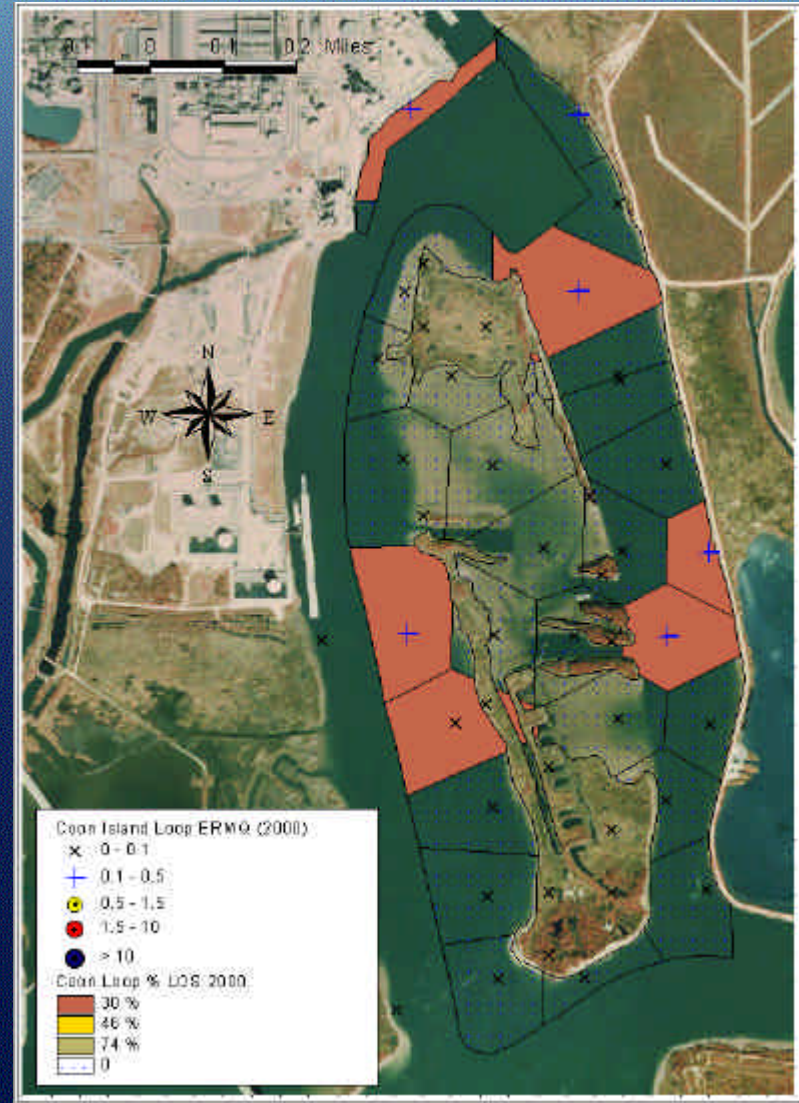 0.1 0 0.1 0.2 Miles
N
W E
S
Coon Island Loop ERMQ (2000)
0 - 0.1
0.1 - 0.5
0.5 - 1.5
1.5 - 10
> 10
Coon Loop % LOS 2000
30 %
46 %
74 %
0